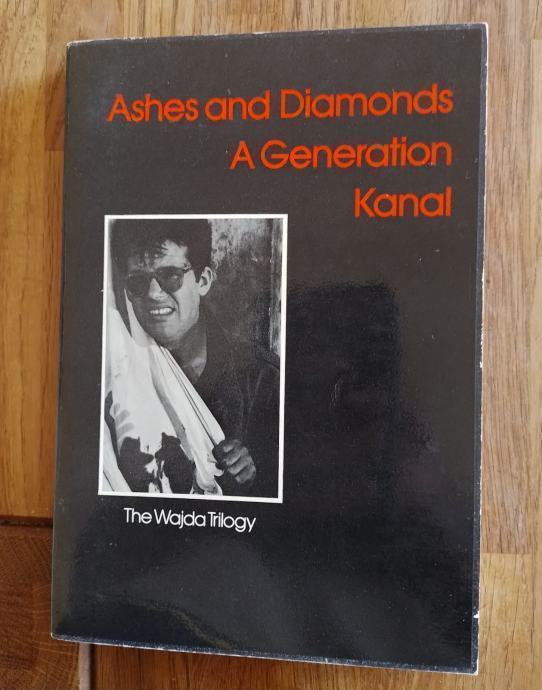 Ashes and Diamonds
A Generation
Kanal
The Wajda Trilogy